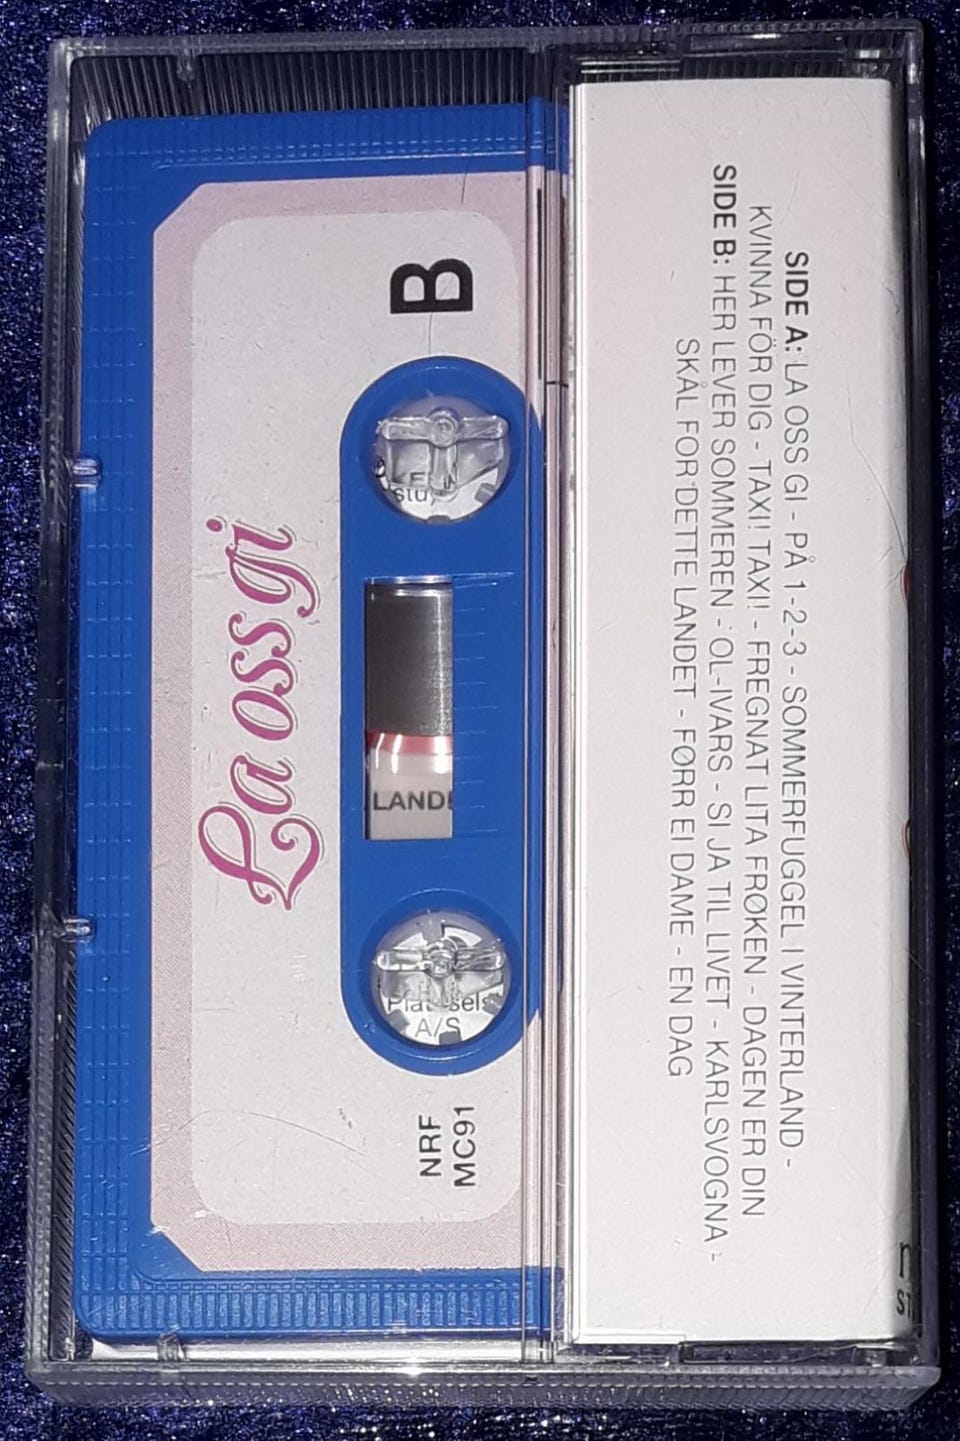 SIDE A: LA OSS GI - PÅ 1-2-3 - SOMMERFUGGEL I VINTERLAND -
KVINNA FÖR DIG - TAXI! TAXI! - FREGNAT LITA FRØKEN - DAGEN ER DIN
SIDE B: HER LEVER SOMMEREN - OL-IVARS - SI JA TIL LIVET - KARLSVOGNA -
SKÅL FOR DETTE LANDET - FØRR EI DAME - EN DAG
B
La oss gi
LAND
A/S
NRF
MC91